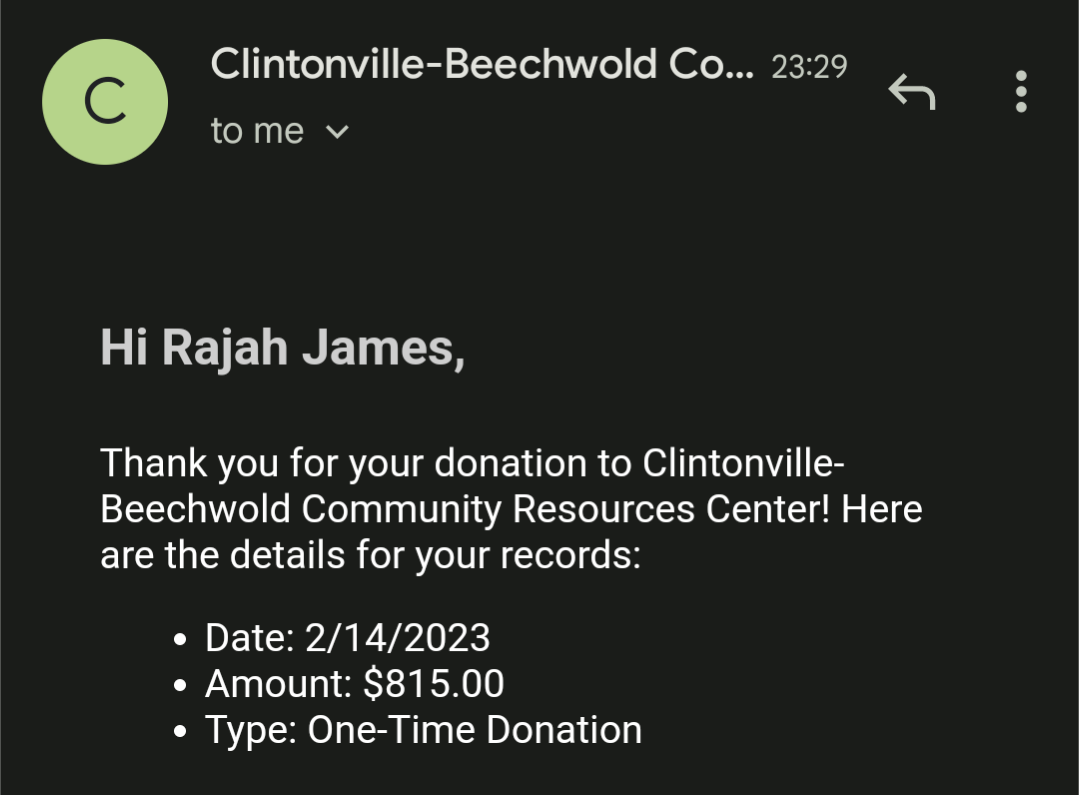 C
Clintonville-Beechwold Co... 23:29
to me
Hi Rajah James,
Thank you for your donation to Clintonville-
Beechwold Community Resources Center! Here
are the details for your records:
• Date: 2/14/2023
• Amount: $815.00
• Type: One-Time Donation